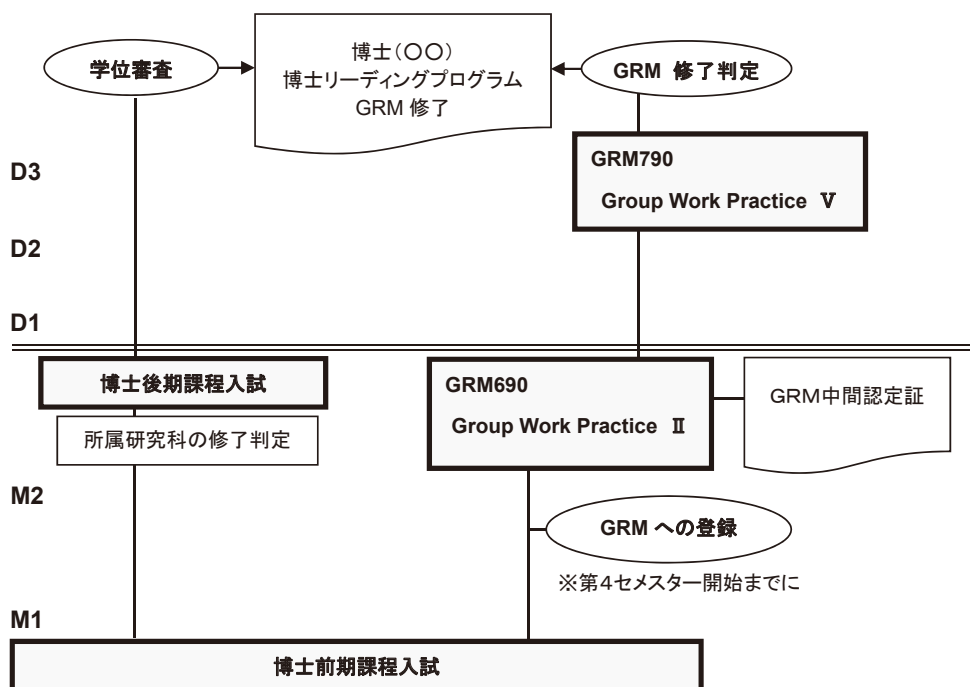 学位審査
博士(〇〇)
博士リーディングプログラム
GRM 修了
GRM 修了判定
D3
GRM790
Group Work Practice Ⅴ
D2
D1
博士後期課程入試
所属研究科の修了判定
GRM690
Group Work Practice Ⅱ
GRM中間認定証
M2
GRM への登録
※第4セメスター開始までに
M1
博士前期課程入試